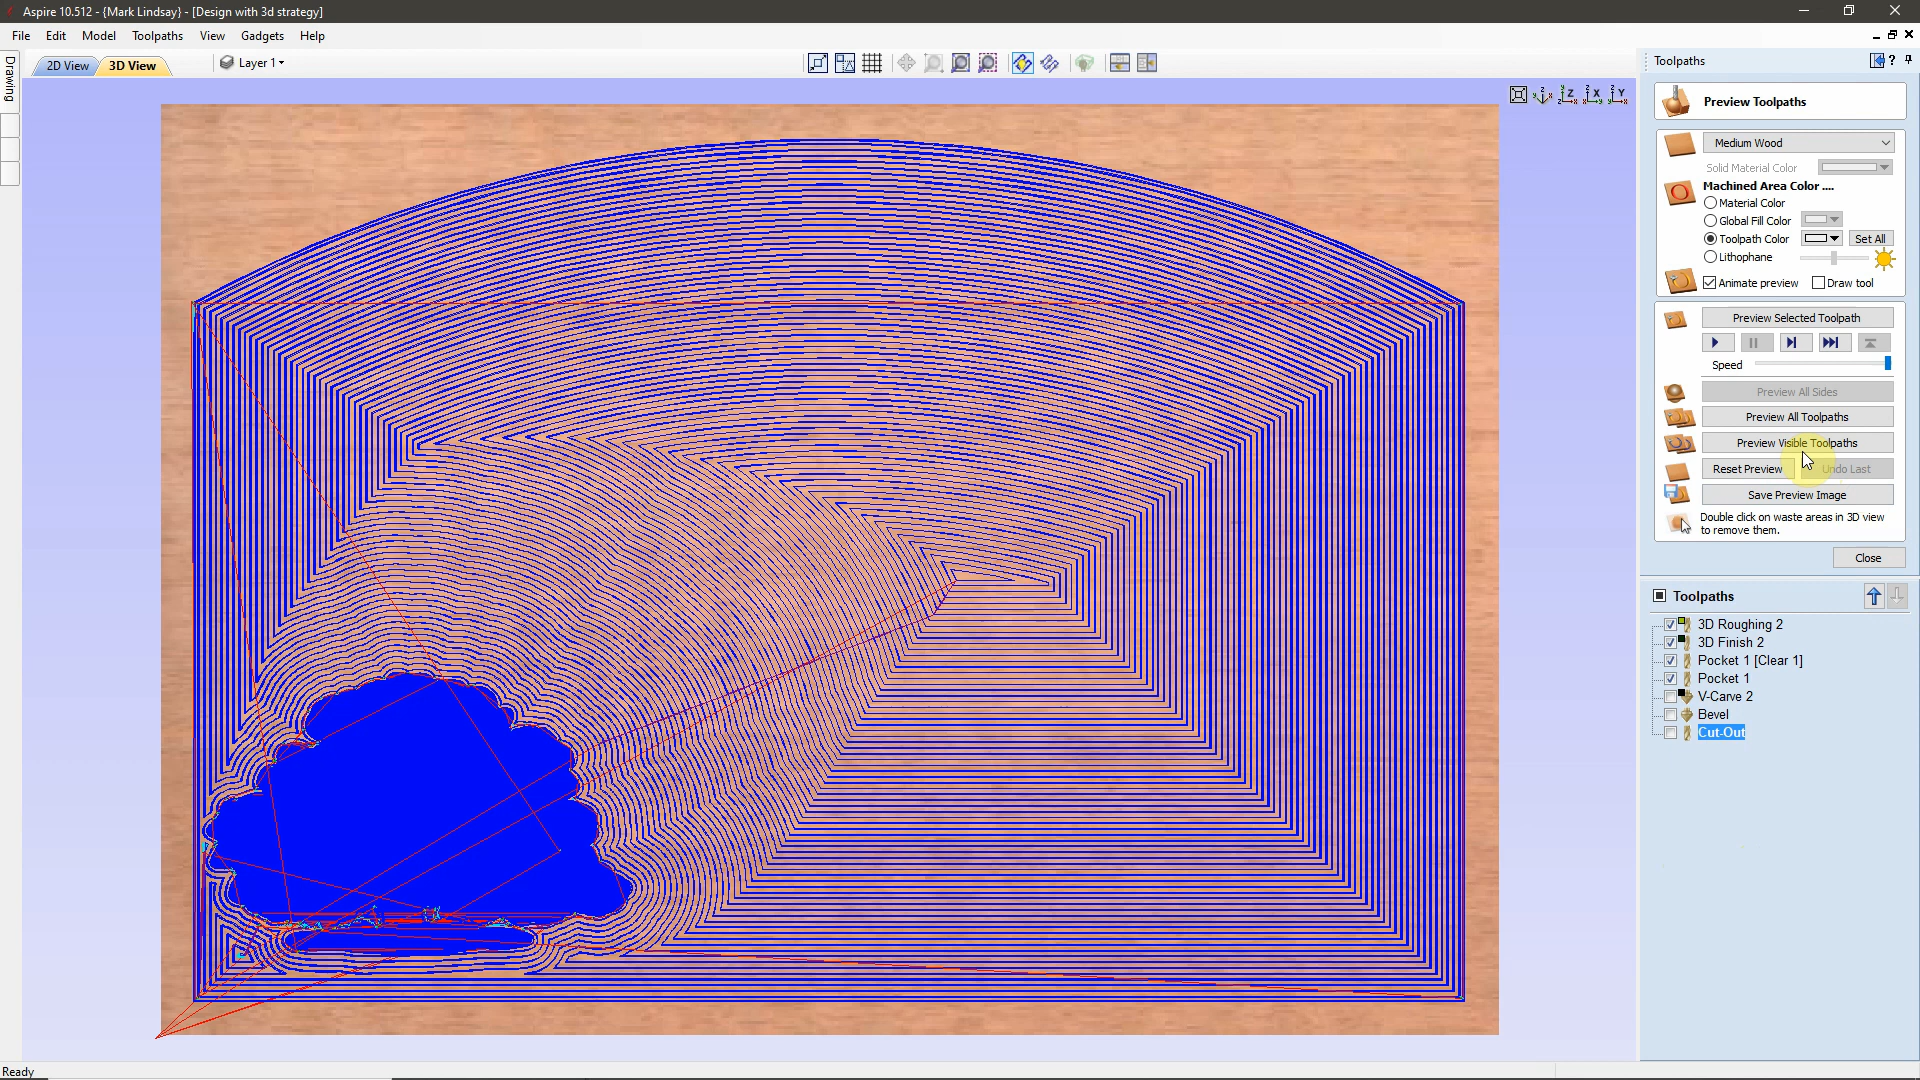 Aspire 10.512 - {Mark Lindsay} - [Design with 3d strategy]
File Edit Model Toolpaths View Gadgets Help
Drawing
2D View 3D View Layer 1
Toolpaths
Preview Toolpaths
Medium Wood
Solid Material Color
Machined Area Color ....
Material Color
Global Fill Color
Toolpath Color Set All
Lithophane
Animate preview Draw tool
Preview Selected Toolpath
Speed
Preview All Sides
Preview All Toolpaths
Preview Visible Toolpaths
Reset Preview Undo Last
Save Preview Image
Double click on waste areas in 3D view
to remove them.
Close
Toolpaths
3D Roughing 2
3D Finish 2
Pocket 1 [Clear 1]
Pocket 1
V-Carve 2
Bevel
Cut-Out
Ready